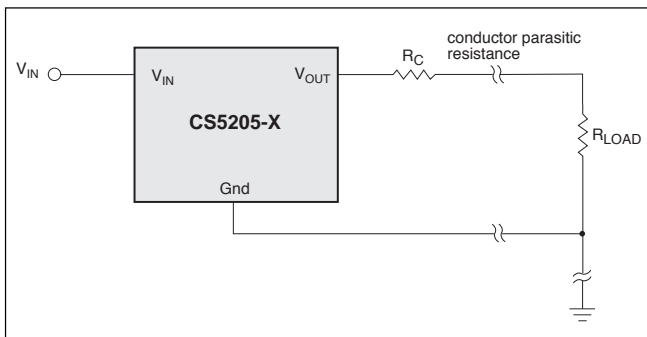 conductor parasitic
resistance
R_C
V_IN
V_IN
V_OUT
CS5205-X
R_LOAD
Gnd